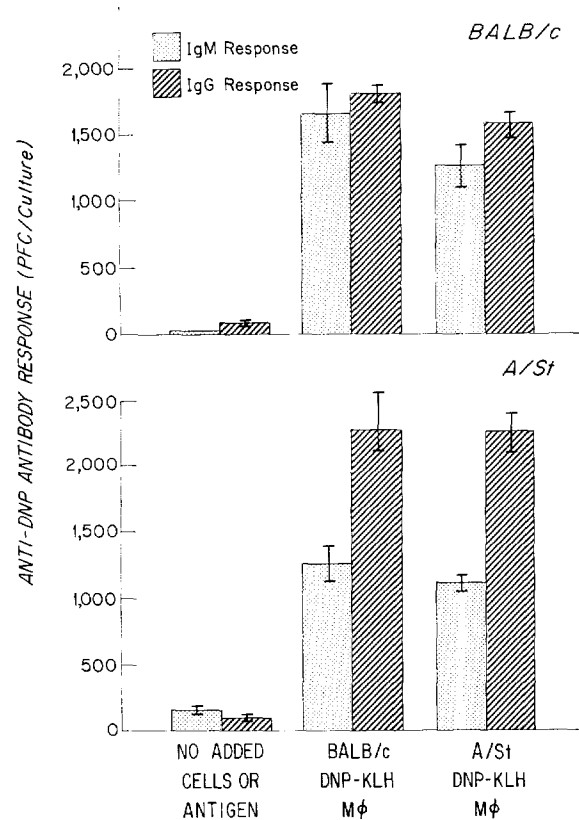 BALB/c
IgM Response
IgG Response
2,000
1,500
1,000
500
0
A/St
2,500
2,000
1,500
1,000
500
0
ANTI-DNP ANTIBODY RESPONSE (PFC/Culture)
NO ADDED CELLS OR ANTIGEN
BALB/c DNP-KLH Mϕ
A/St DNP-KLH Mϕ